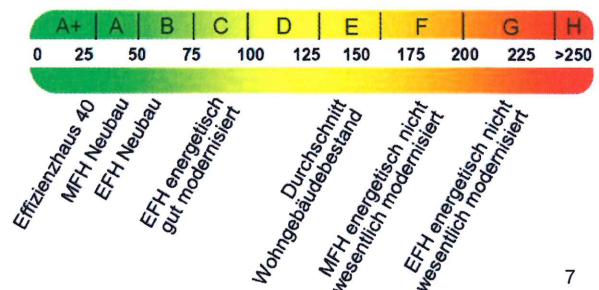 A+ A B C D E F G H
0 25 50 75 100 125 150 175 200 225 >250
Effizienzhaus 40
MFH Neubau
EFH Neubau
EFH energetisch
gut modernisiert
Durchschnitt
Wohngebäudebestand
MFH energetisch nicht
wesentlich modernisiert
EFH energetisch nicht
wesentlich modernisiert
7